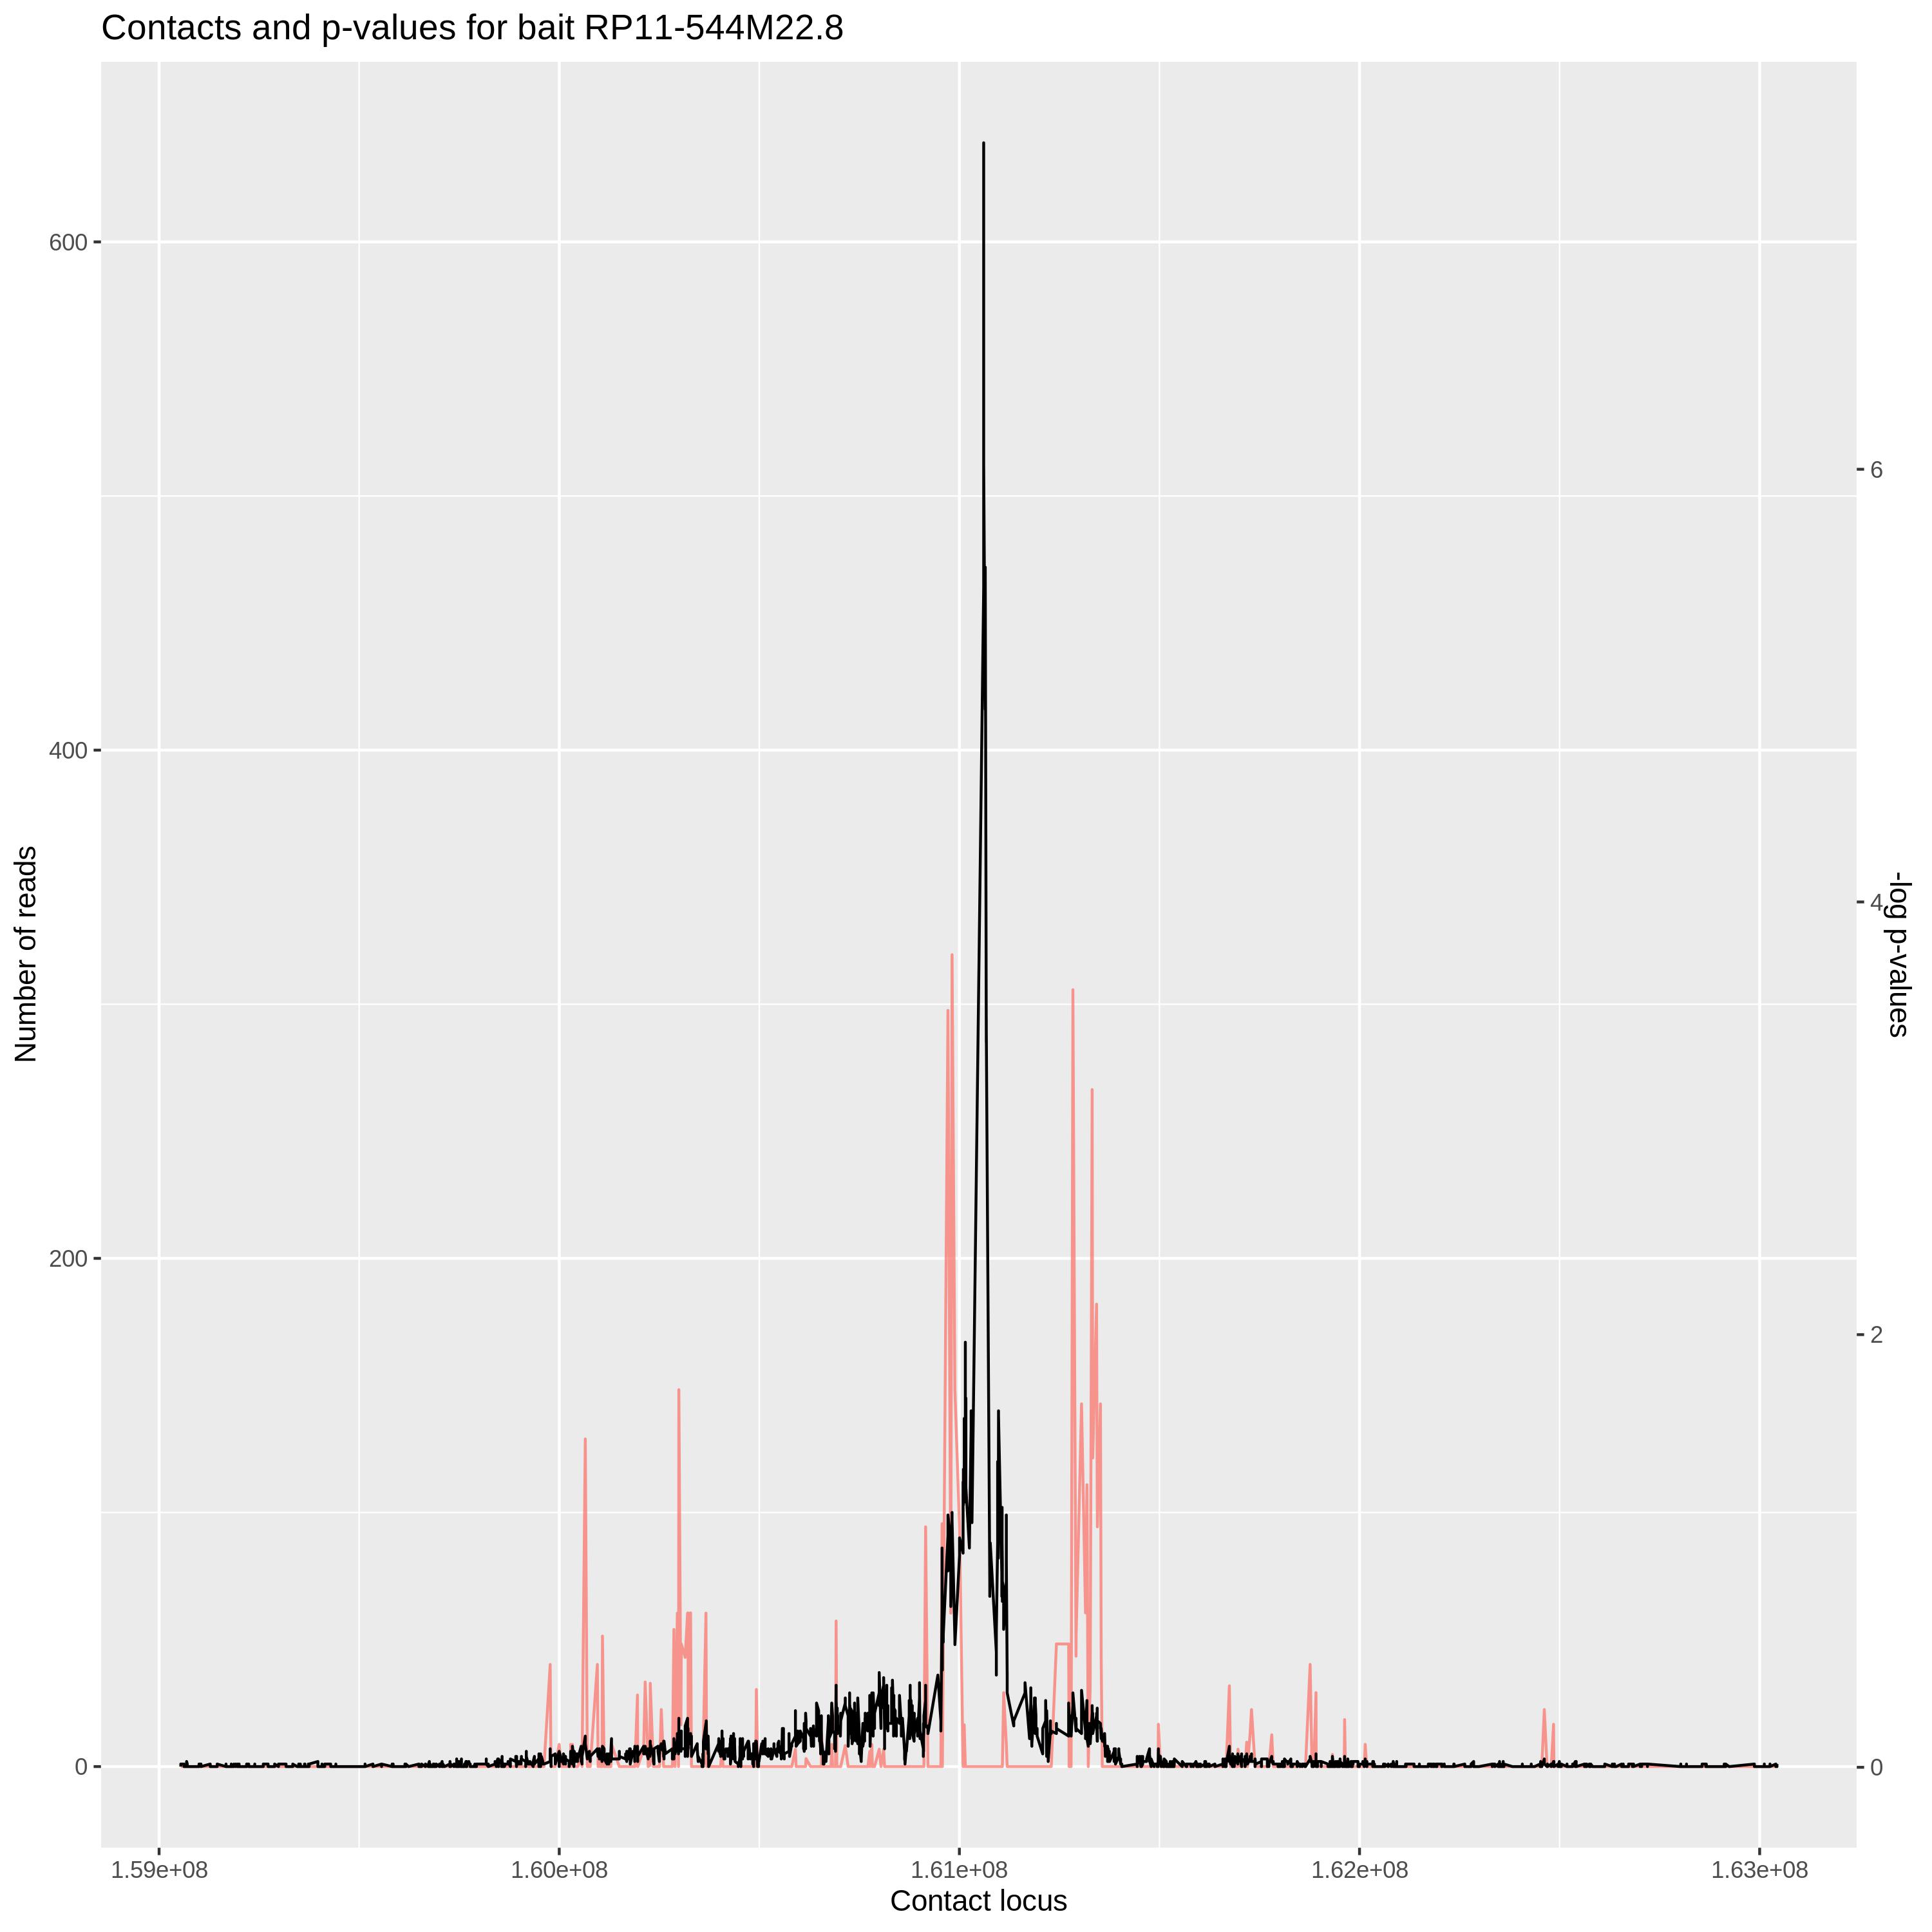 Contacts and p-values for bait RP11-544M22.8
600
400
200
0
Number of reads
6
4
2
0
-log p-values
1.59e+08 1.60e+08 1.61e+08 1.62e+08 1.63e+08
Contact locus